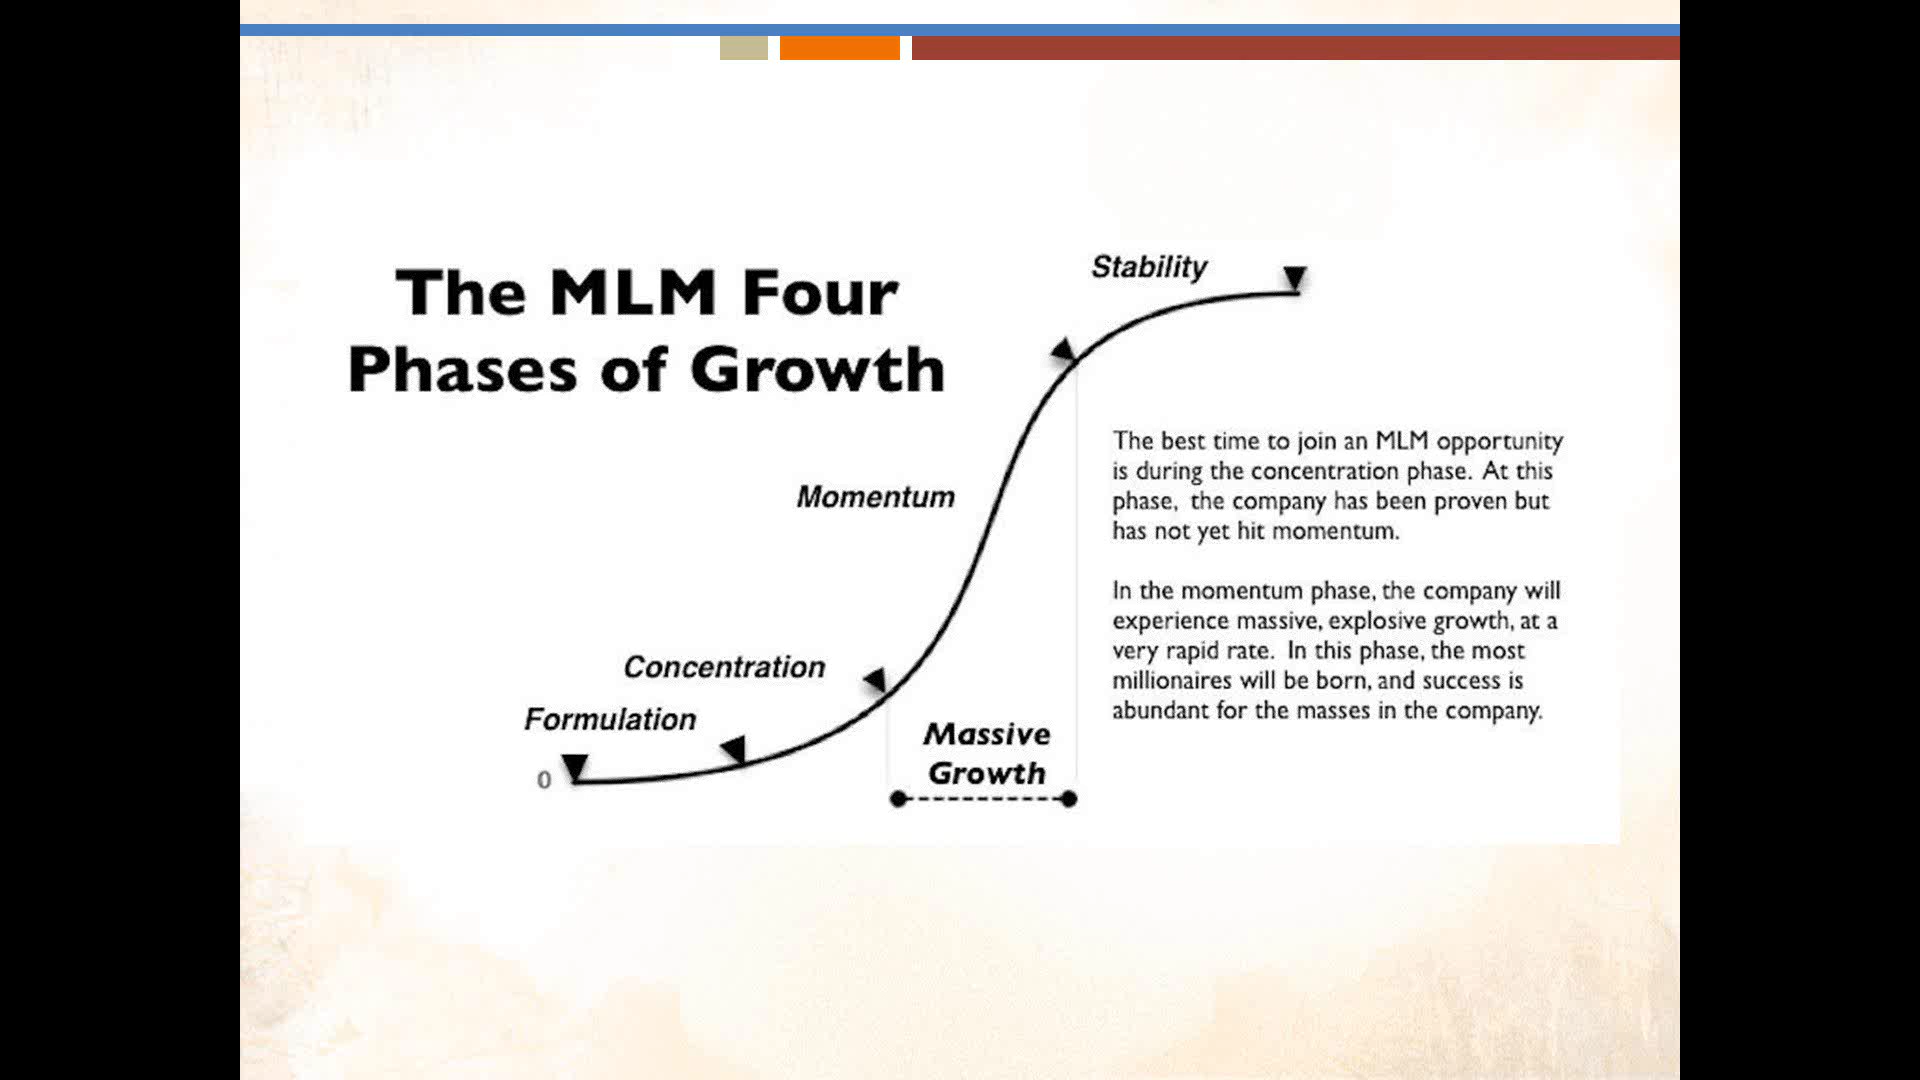 The MLM Four
Phases of Growth
Stability
Momentum
Concentration
Formulation
0
Massive
Growth
The best time to join an MLM opportunity
is during the concentration phase. At this
phase, the company has been proven but
has not yet hit momentum.
In the momentum phase, the company will
experience massive, explosive growth, at a
very rapid rate. In this phase, the most
millionaires will be born, and success is
abundant for the masses in the company.